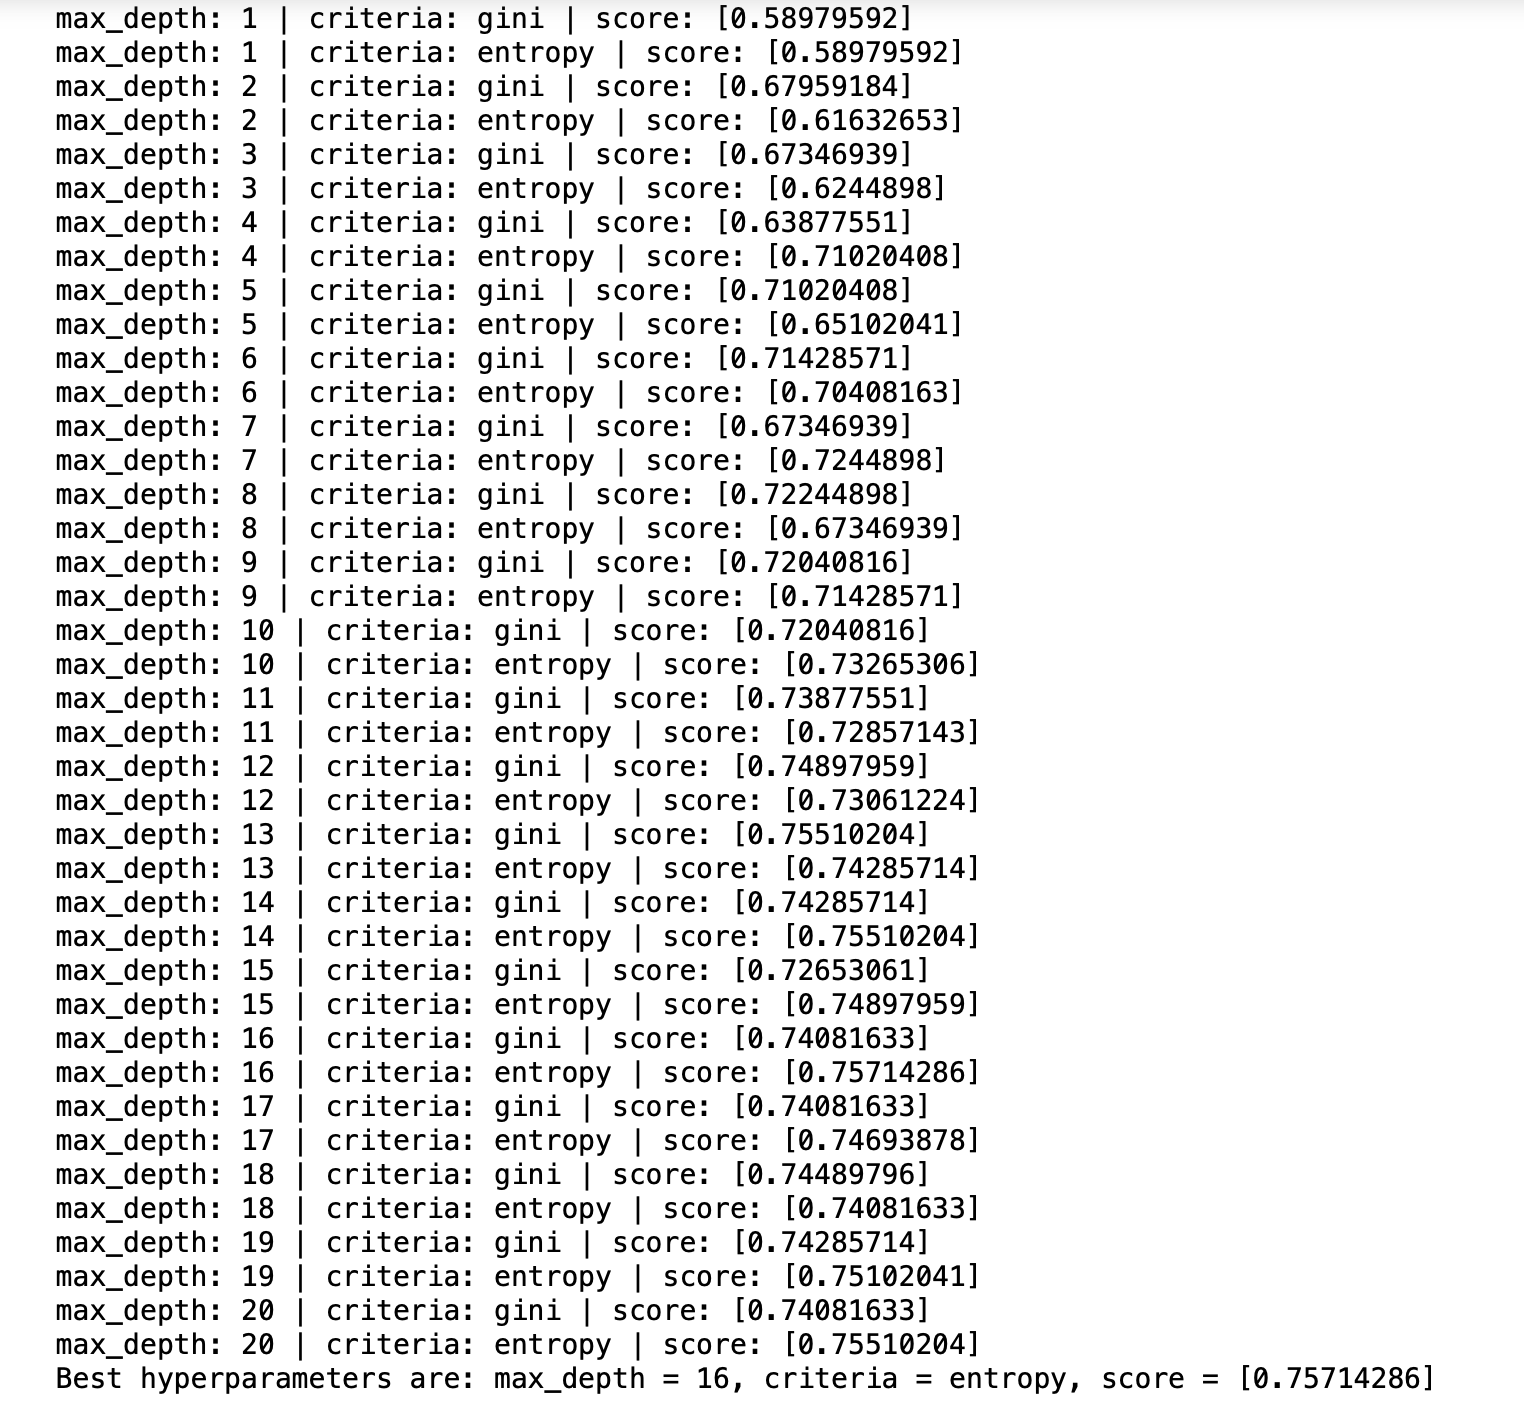 max_depth: 1 | criteria: gini | score: [0.58979592]
max_depth: 1 | criteria: entropy | score: [0.58979592]
max_depth: 2 | criteria: gini | score: [0.67959184]
max_depth: 2 | criteria: entropy | score: [0.61632653]
max_depth: 3 | criteria: gini | score: [0.67346939]
max_depth: 3 | criteria: entropy | score: [0.6244898]
max_depth: 4 | criteria: gini | score: [0.63877551]
max_depth: 4 | criteria: entropy | score: [0.71020408]
max_depth: 5 | criteria: gini | score: [0.71020408]
max_depth: 5 | criteria: entropy | score: [0.65102041]
max_depth: 6 | criteria: gini | score: [0.71428571]
max_depth: 6 | criteria: entropy | score: [0.70408163]
max_depth: 7 | criteria: gini | score: [0.67346939]
max_depth: 7 | criteria: entropy | score: [0.7244898]
max_depth: 8 | criteria: gini | score: [0.72244898]
max_depth: 8 | criteria: entropy | score: [0.67346939]
max_depth: 9 | criteria: gini | score: [0.72040816]
max_depth: 9 | criteria: entropy | score: [0.71428571]
max_depth: 10 | criteria: gini | score: [0.72040816]
max_depth: 10 | criteria: entropy | score: [0.73265306]
max_depth: 11 | criteria: gini | score: [0.73877551]
max_depth: 11 | criteria: entropy | score: [0.72857143]
max_depth: 12 | criteria: gini | score: [0.74897959]
max_depth: 12 | criteria: entropy | score: [0.73061224]
max_depth: 13 | criteria: gini | score: [0.75510204]
max_depth: 13 | criteria: entropy | score: [0.74285714]
max_depth: 14 | criteria: gini | score: [0.74285714]
max_depth: 14 | criteria: entropy | score: [0.75510204]
max_depth: 15 | criteria: gini | score: [0.72653061]
max_depth: 15 | criteria: entropy | score: [0.74897959]
max_depth: 16 | criteria: gini | score: [0.74081633]
max_depth: 16 | criteria: entropy | score: [0.75714286]
max_depth: 17 | criteria: gini | score: [0.74081633]
max_depth: 17 | criteria: entropy | score: [0.74693878]
max_depth: 18 | criteria: gini | score: [0.74489796]
max_depth: 18 | criteria: entropy | score: [0.74081633]
max_depth: 19 | criteria: gini | score: [0.74285714]
max_depth: 19 | criteria: entropy | score: [0.75102041]
max_depth: 20 | criteria: gini | score: [0.74081633]
max_depth: 20 | criteria: entropy | score: [0.75510204]
Best hyperparameters are: max_depth = 16, criteria = entropy, score = [0.75714286]